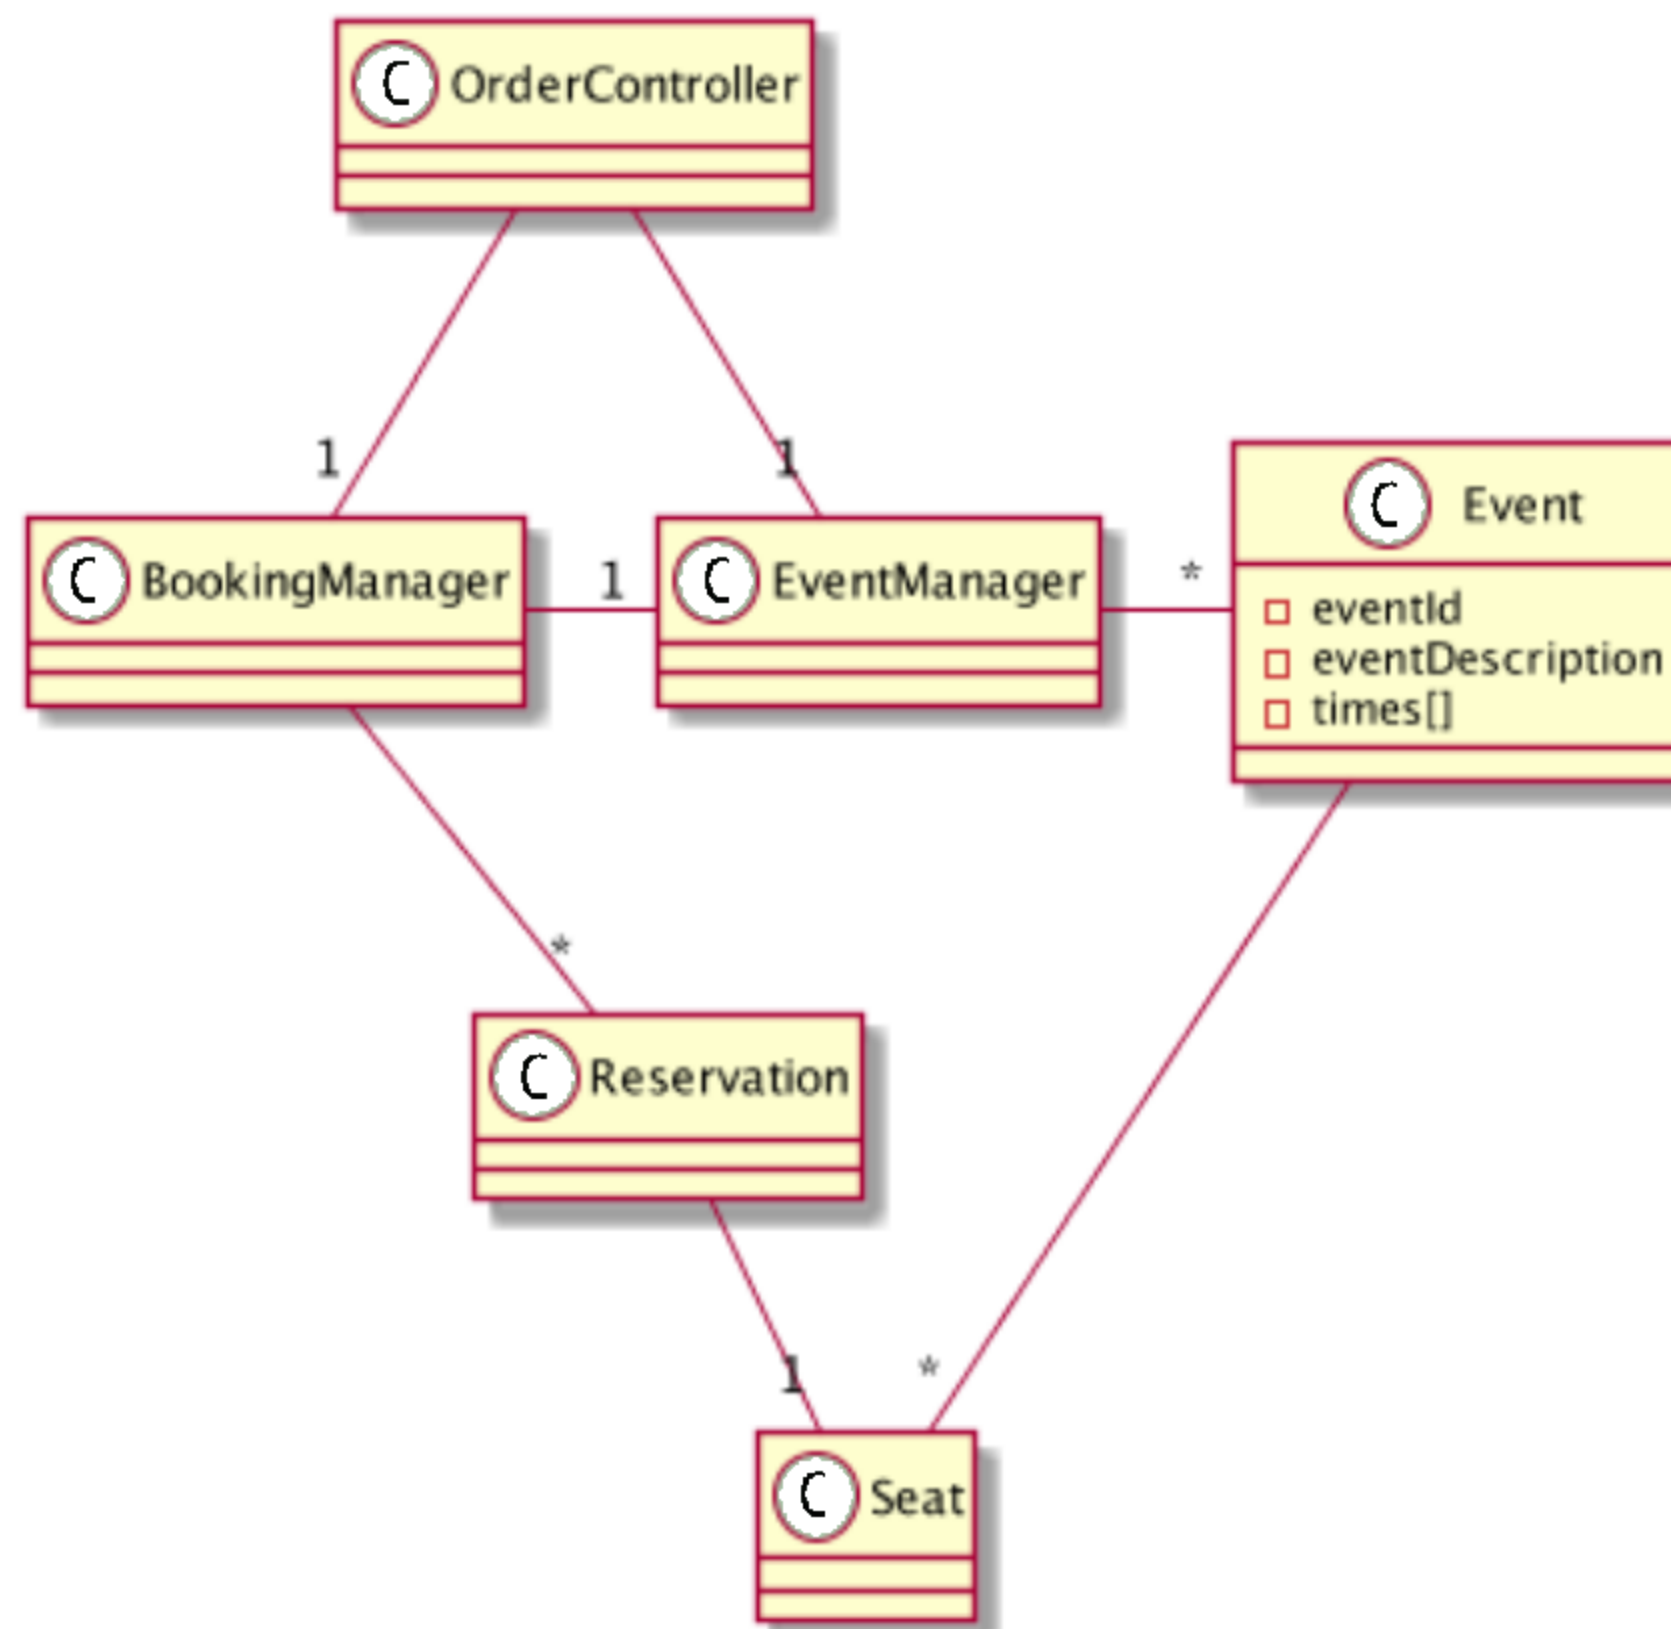 C OrderController
1
1
C BookingManager
1
C EventManager
*
C Event
eventId
eventDescription
times[]
*
C Reservation
1
*
C Seat